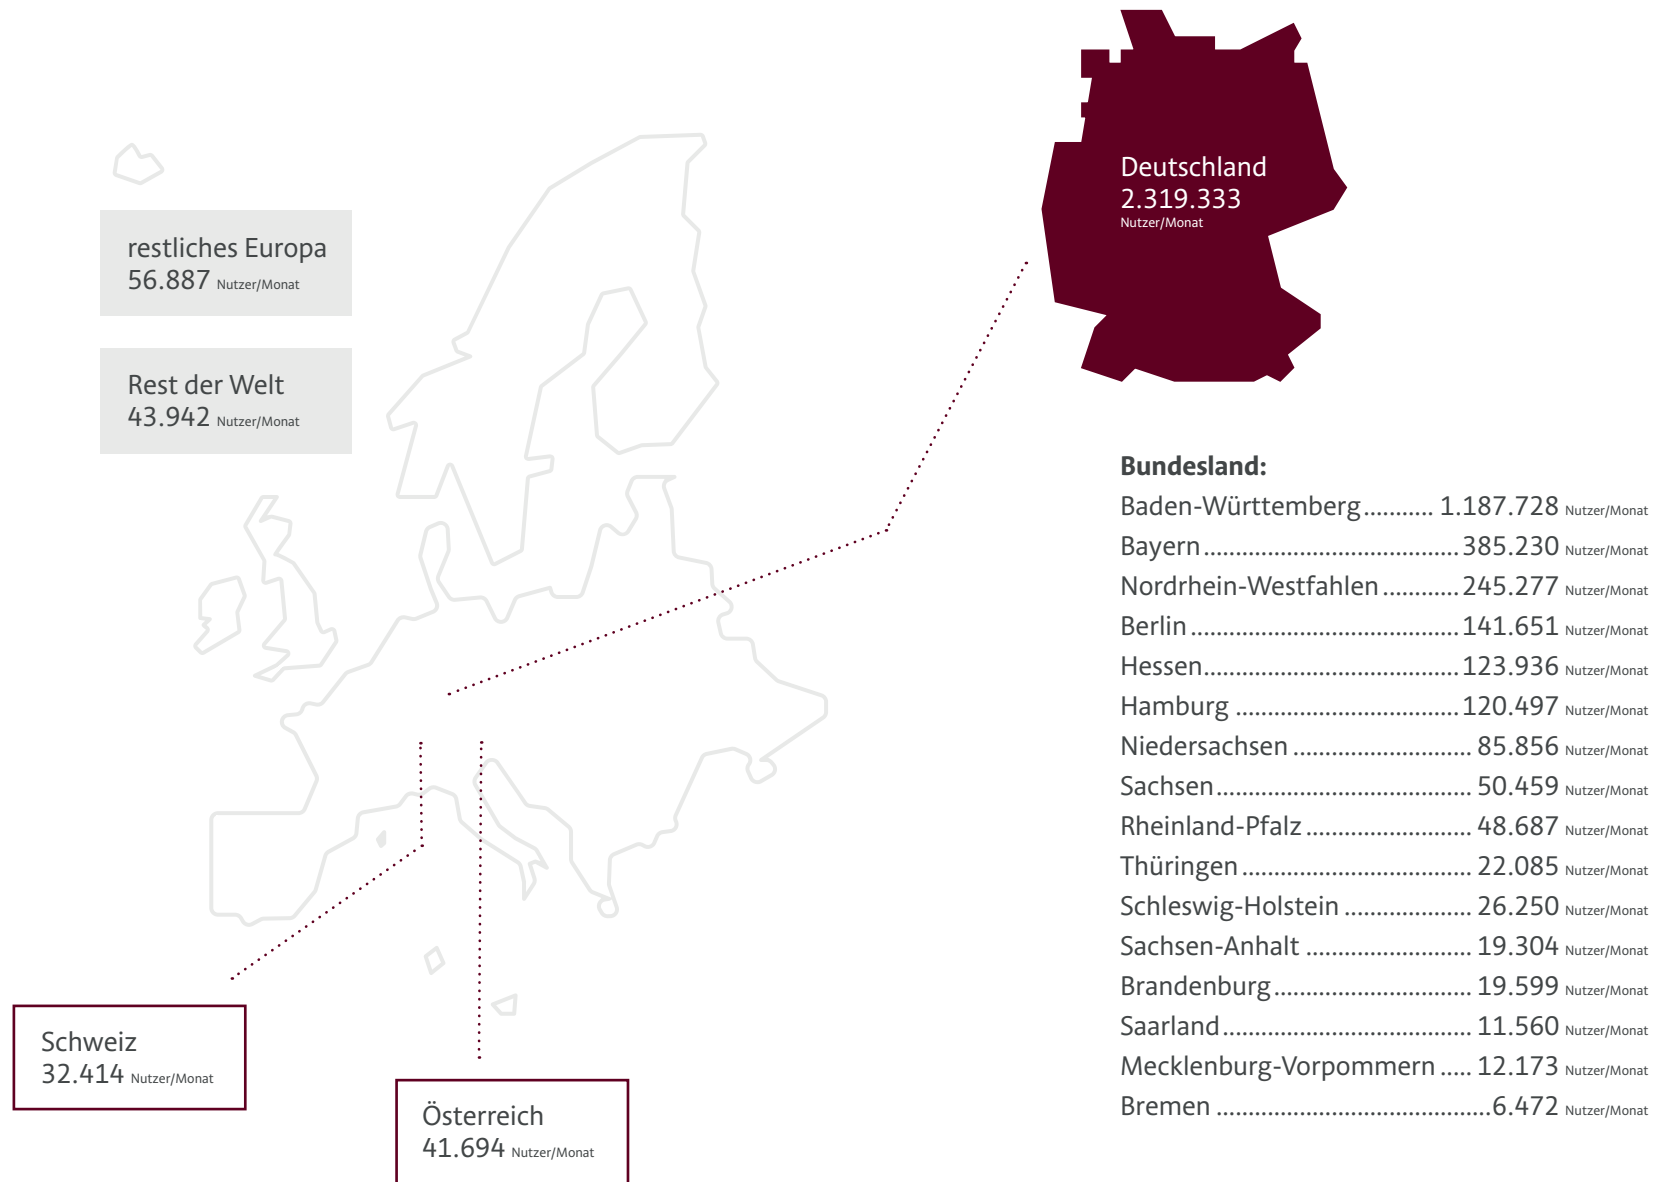 Deutschland
2.319.333
Nutzer/Monat
restliches Europa
56.887 Nutzer/Monat
Rest der Welt
43.942 Nutzer/Monat
Bundesland:
Baden-Württemberg........... 1.187.728 Nutzer/Monat
Bayern.................................. 385.230 Nutzer/Monat
Nordrhein-Westfahlen............ 245.277 Nutzer/Monat
Berlin.................................... 141.651 Nutzer/Monat
Hessen.................................. 123.936 Nutzer/Monat
Hamburg .............................. 120.497 Nutzer/Monat
Niedersachsen ........................ 85.856 Nutzer/Monat
Sachsen.................................. 50.459 Nutzer/Monat
Rheinland-Pfalz ...................... 48.687 Nutzer/Monat
Thüringen ............................... 22.085 Nutzer/Monat
Schleswig-Holstein ................. 26.250 Nutzer/Monat
Sachsen-Anhalt ...................... 19.304 Nutzer/Monat
Brandenburg........................... 19.599 Nutzer/Monat
Saarland................................. 11.560 Nutzer/Monat
Mecklenburg-Vorpommern ..... 12.173 Nutzer/Monat
Bremen .....................................6.472 Nutzer/Monat
Schweiz
32.414 Nutzer/Monat
Österreich
41.694 Nutzer/Monat